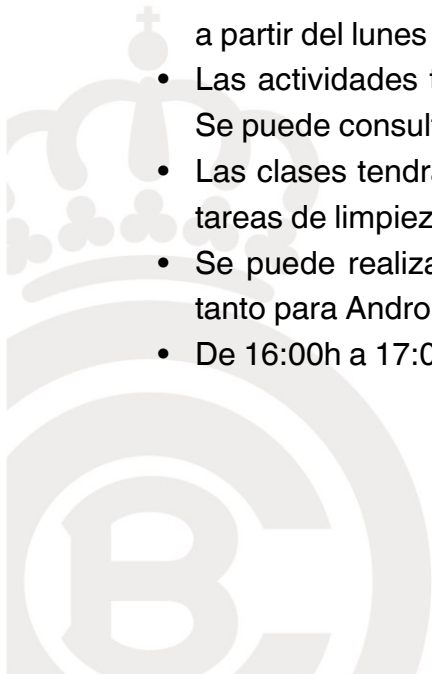 a partir del lunes
• Las actividades
Se puede consul
• Las clases tendr
tareas de limpiez
• Se puede realiza
tanto para Andro
• De 16:00h a 17:0